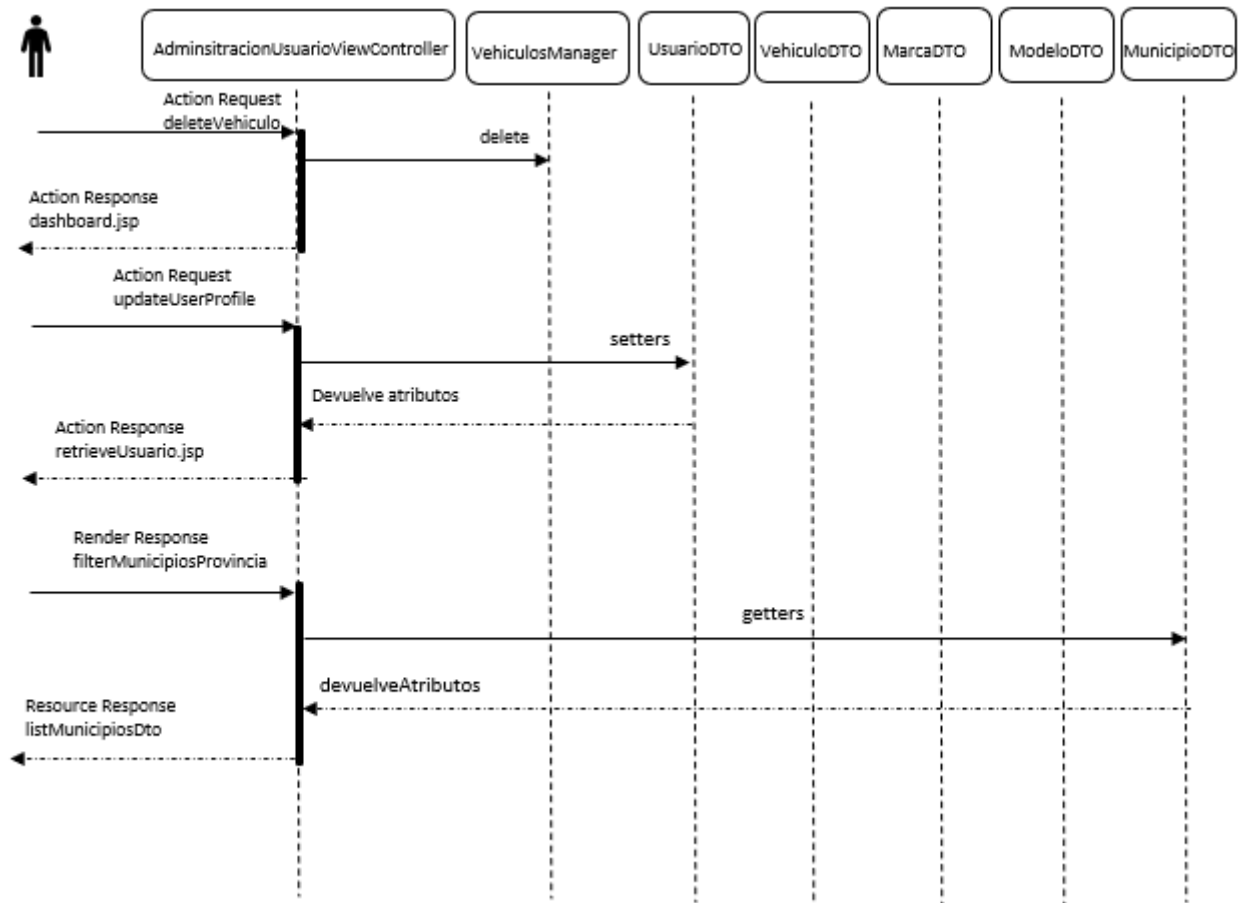 AdminsitracionUsuarioViewController
VehiculosManager
UsuarioDTO
VehiculoDTO
MarcaDTO
ModeloDTO
MunicipioDTO
Action Request
deleteVehiculo
delete
Action Response
dashboard.jsp
Action Request
updateUserProfile
setters
Devuelve atributos
Action Response
retrieveUsuario.jsp
Render Response
filterMunicipiosProvincia
getters
devuelveAtributos
Resource Response
listMunicipiosDto